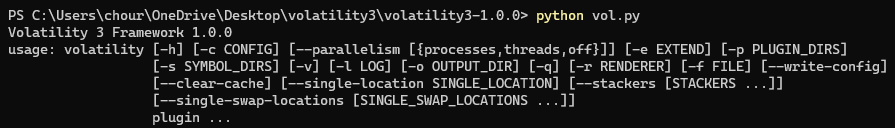 PS C:\Users\chour\OneDrive\Desktop\volatility3\volatility3-1.0.0> python vol.py
Volatility 3 Framework 1.0.0
usage: volatility [-h] [-c CONFIG] [--parallelism [{processes,threads,off}]] [-e EXTEND] [-p PLUGIN_DIRS]
[-s SYMBOL_DIRS] [-v] [-l LOG] [-o OUTPUT_DIR] [-q] [-r RENDERER] [-f FILE] [--write-config]
[--clear-cache] [--single-location SINGLE_LOCATION] [--stackers [STACKERS ...]]
[--single-swap-locations [SINGLE_SWAP_LOCATIONS ...]]
plugin ...